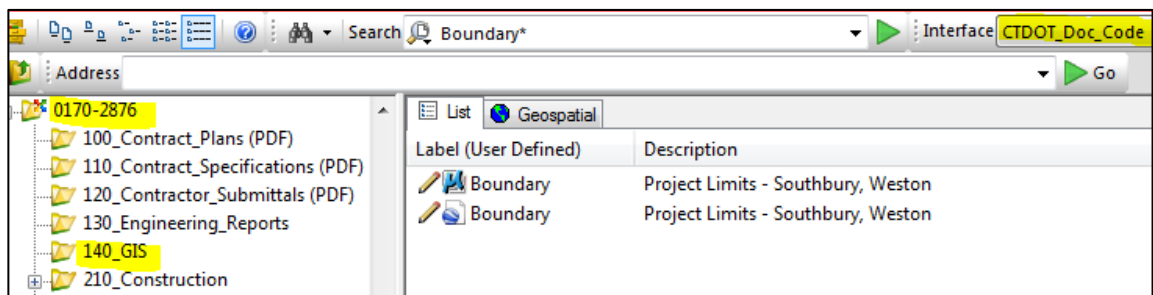 Search Boundary* Interface CTDOT_Doc_Code
Address Go
0170-2876
100_Contract_Plans (PDF)
110_Contract_Specifications (PDF)
120_Contractor_Submittals (PDF)
130_Engineering_Reports
140_GIS
210_Construction
List Geospatial
Label (User Defined) Description
Boundary Project Limits - Southbury, Weston
Boundary Project Limits - Southbury, Weston